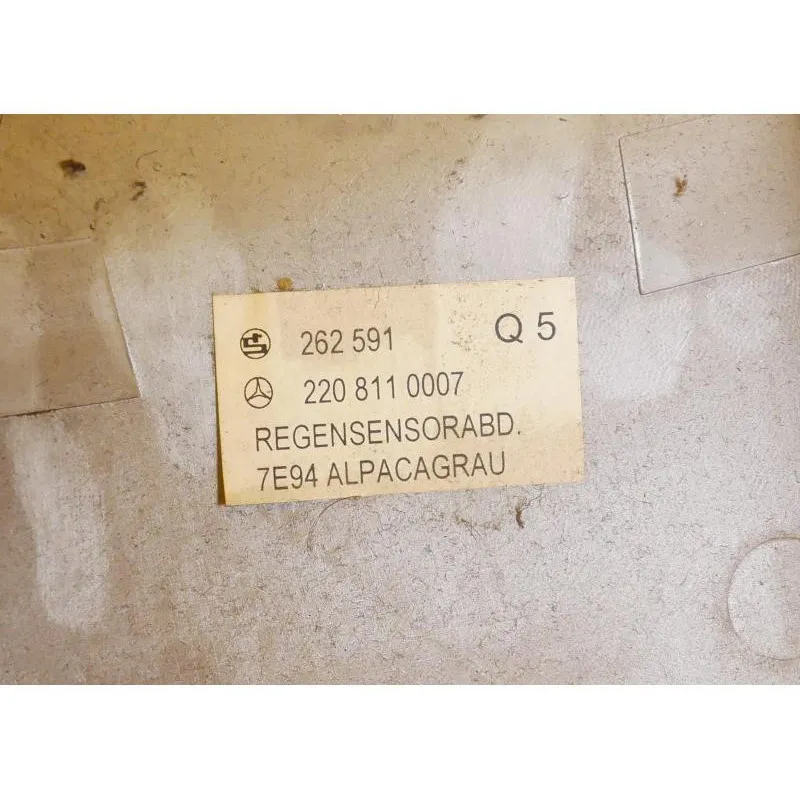 262 591 Q 5
220 811 0007
REGENSENSORABD.
7E94 ALPACAGRAU